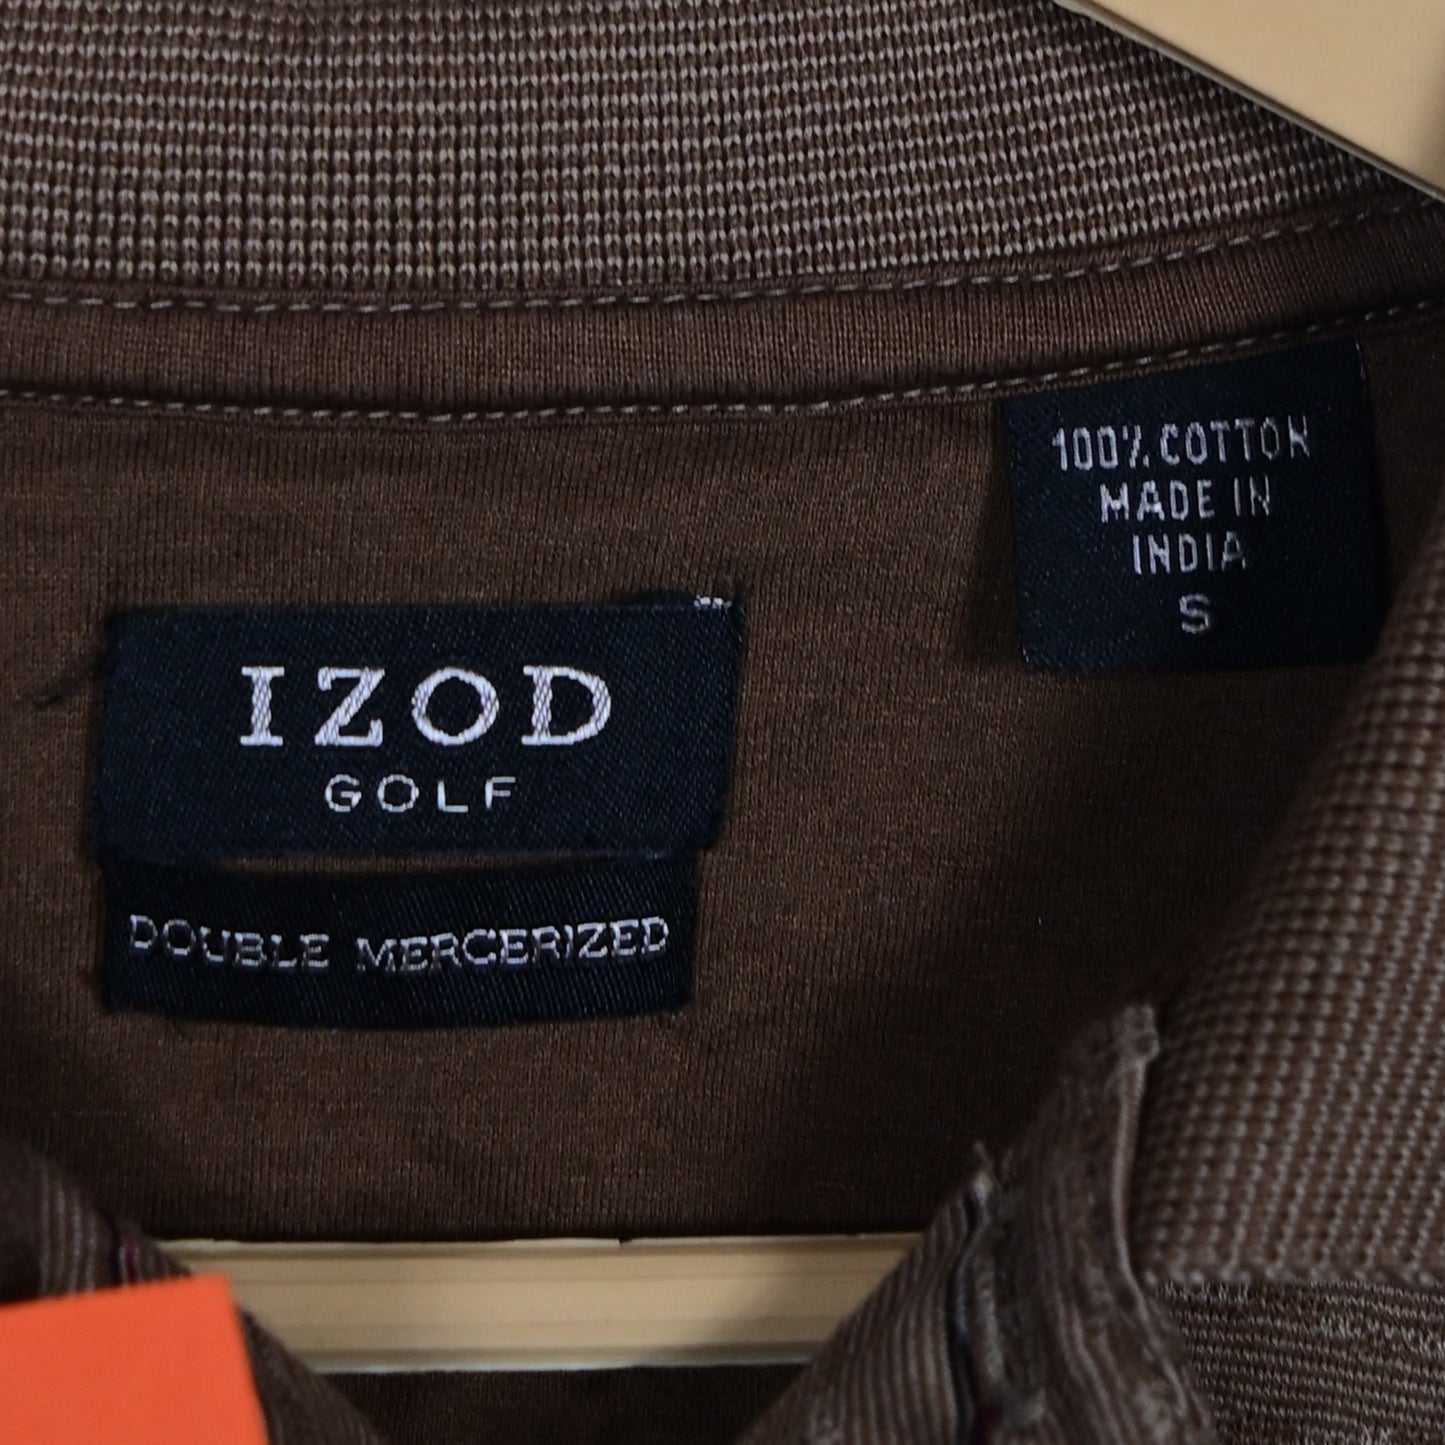 IZOD
GOLF
DOUBLE MERCERIZED
100% COTTON
MADE IN
INDIA
S